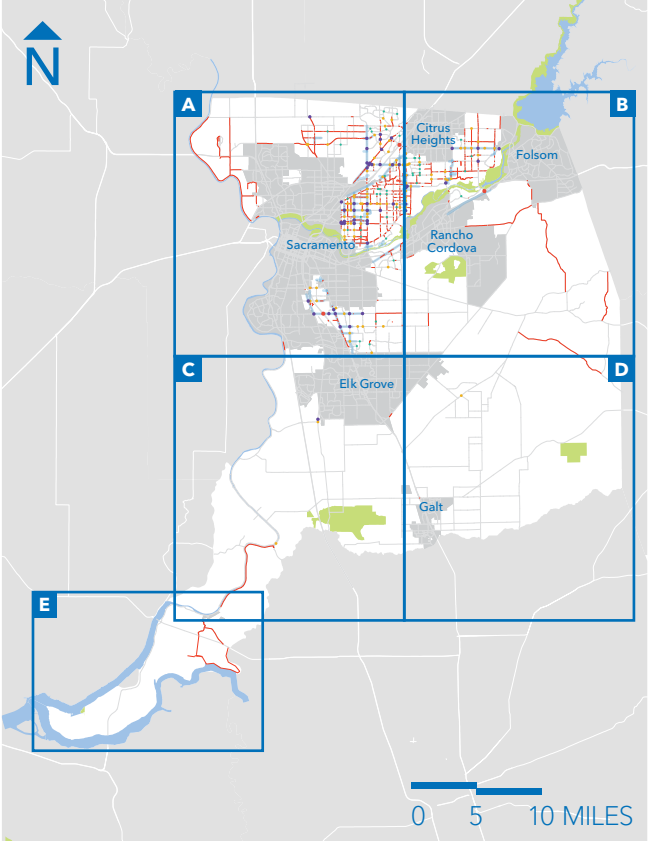 N
A
B
Citrus
Heights
Folsom
Rancho
Cordova
Sacramento
C
D
Elk Grove
Galt
E
0 5 10 MILES